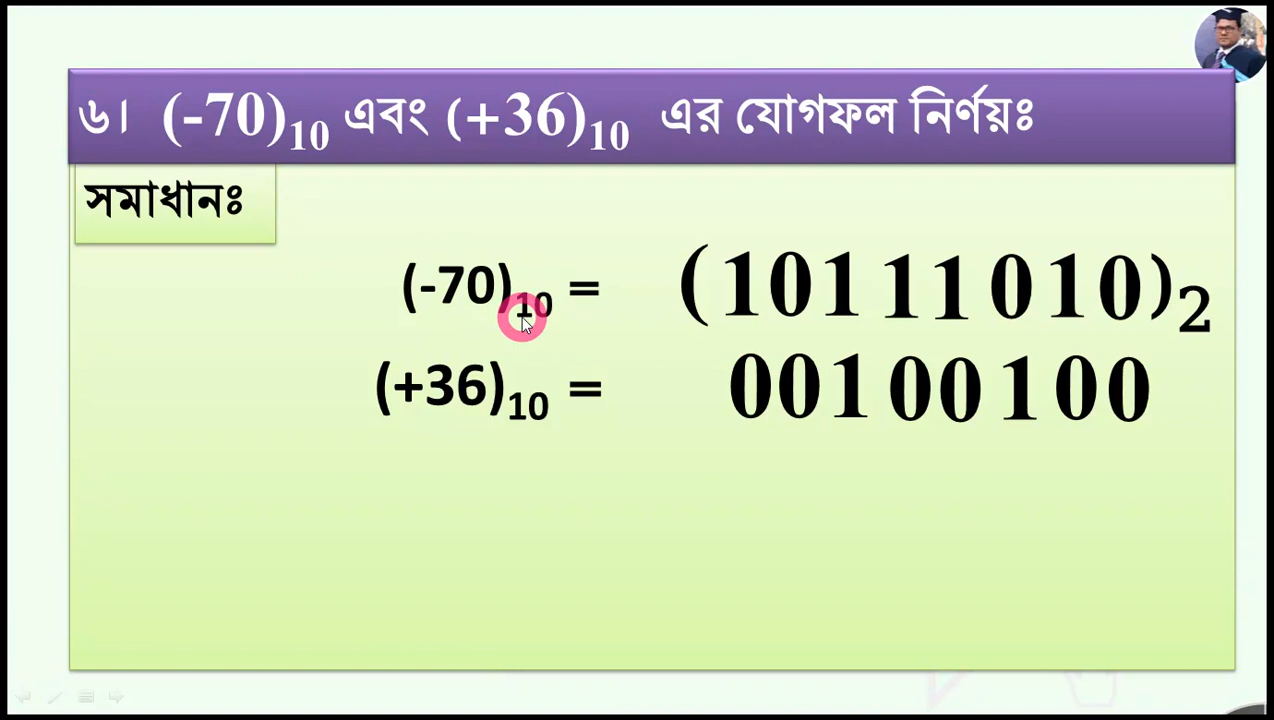 ৬। (-70)₁₀ এবং (+36)₁₀ এর যোগফল নির্ণয়ঃ
সমাধানঃ
(-70)₁₀ = (10111010)₂
(+36)₁₀ = 00100100